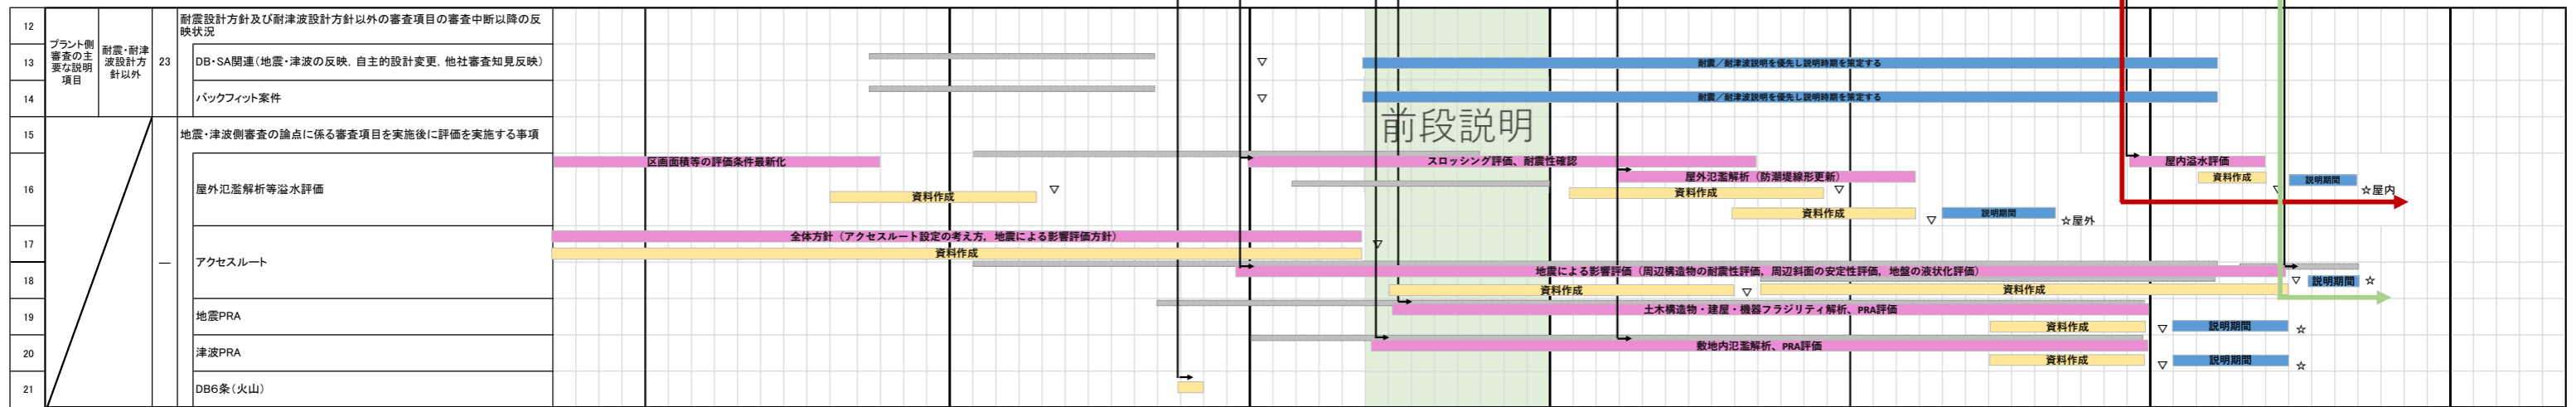 12
耐震設計方針及び耐津波設計方針以外の審査項目の審査中断以降の反
映状況
プラント側
審査の主
要な説明
項目
耐震・耐津
波設計方
針以外
23
13
DB・SA関連（地震・津波の反映，自主的設計変更，他社審査知見反映）
▽
耐震／耐津波説明を優先し説明時期を策定する
14
バックフィット案件
▽
耐震／耐津波説明を優先し説明時期を策定する
前段説明
15
地震・津波側審査の論点に係る審査項目を実施後に評価を実施する事項
16
屋外氾濫解析等溢水評価
区画面積等の評価条件最新化
スロッシング評価、耐震性確認
屋内溢水評価
屋外氾濫解析（防潮堤線形更新）
資料作成
▽
資料作成
▽
資料作成
▽
説明期間
☆屋内
資料作成
▽
説明期間
☆屋外
―
17
アクセスルート
全体方針（アクセスルート設定の考え方，地震による影響評価方針）
▽
資料作成
18
地震による影響評価（周辺構造物の耐震性評価，周辺斜面の安定性評価，地盤の液状化評価）
資料作成
▽
資料作成
▽
説明期間
☆
19
地震PRA
土木構造物・建屋・機器フラジリティ解析、PRA評価
資料作成
▽
説明期間
☆
20
津波PRA
敷地内氾濫解析、PRA評価
資料作成
▽
説明期間
☆
21
DB6条（火山）